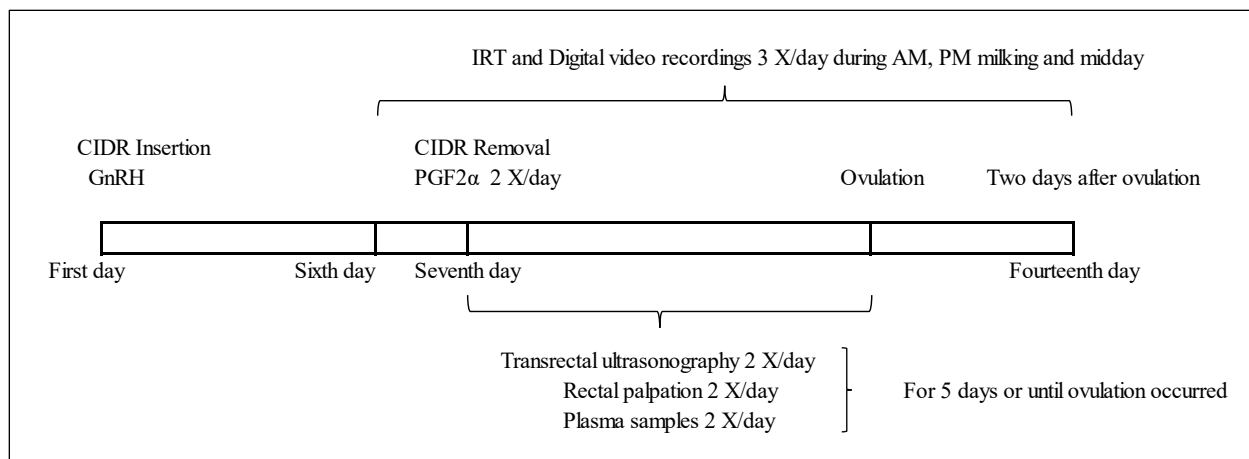 IRT and Digital video recordings 3 X/day during AM, PM milking and midday
CIDR Insertion
GnRH
CIDR Removal
PGF2α 2 X/day
Ovulation
Two days after ovulation
First day
Sixth day
Seventh day
Fourteenth day
Transrectal ultrasonography 2 X/day
Rectal palpation 2 X/day
Plasma samples 2 X/day
For 5 days or until ovulation occurred